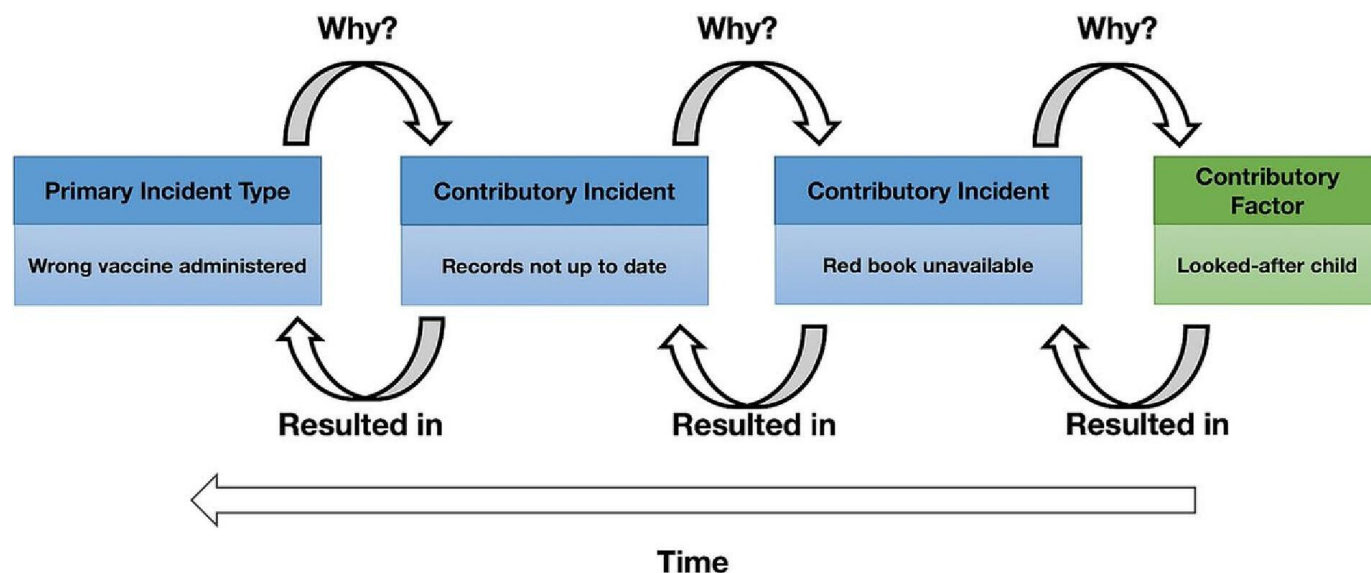 Why?
Why?
Why?
Primary Incident Type
Contributory Incident
Contributory Incident
Contributory
Factor
Wrong vaccine administered
Records not up to date
Red book unavailable
Looked-after child
Resulted in
Resulted in
Resulted in
Time